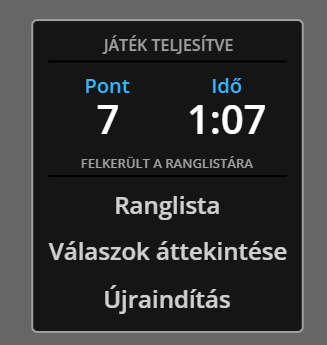 JÁTÉK TELJESÍTVE
Pont Idő
7 1:07
FELKERÜLT A RANGLISTÁRA
Ranglista
Válaszok áttekintése
Újraindítás